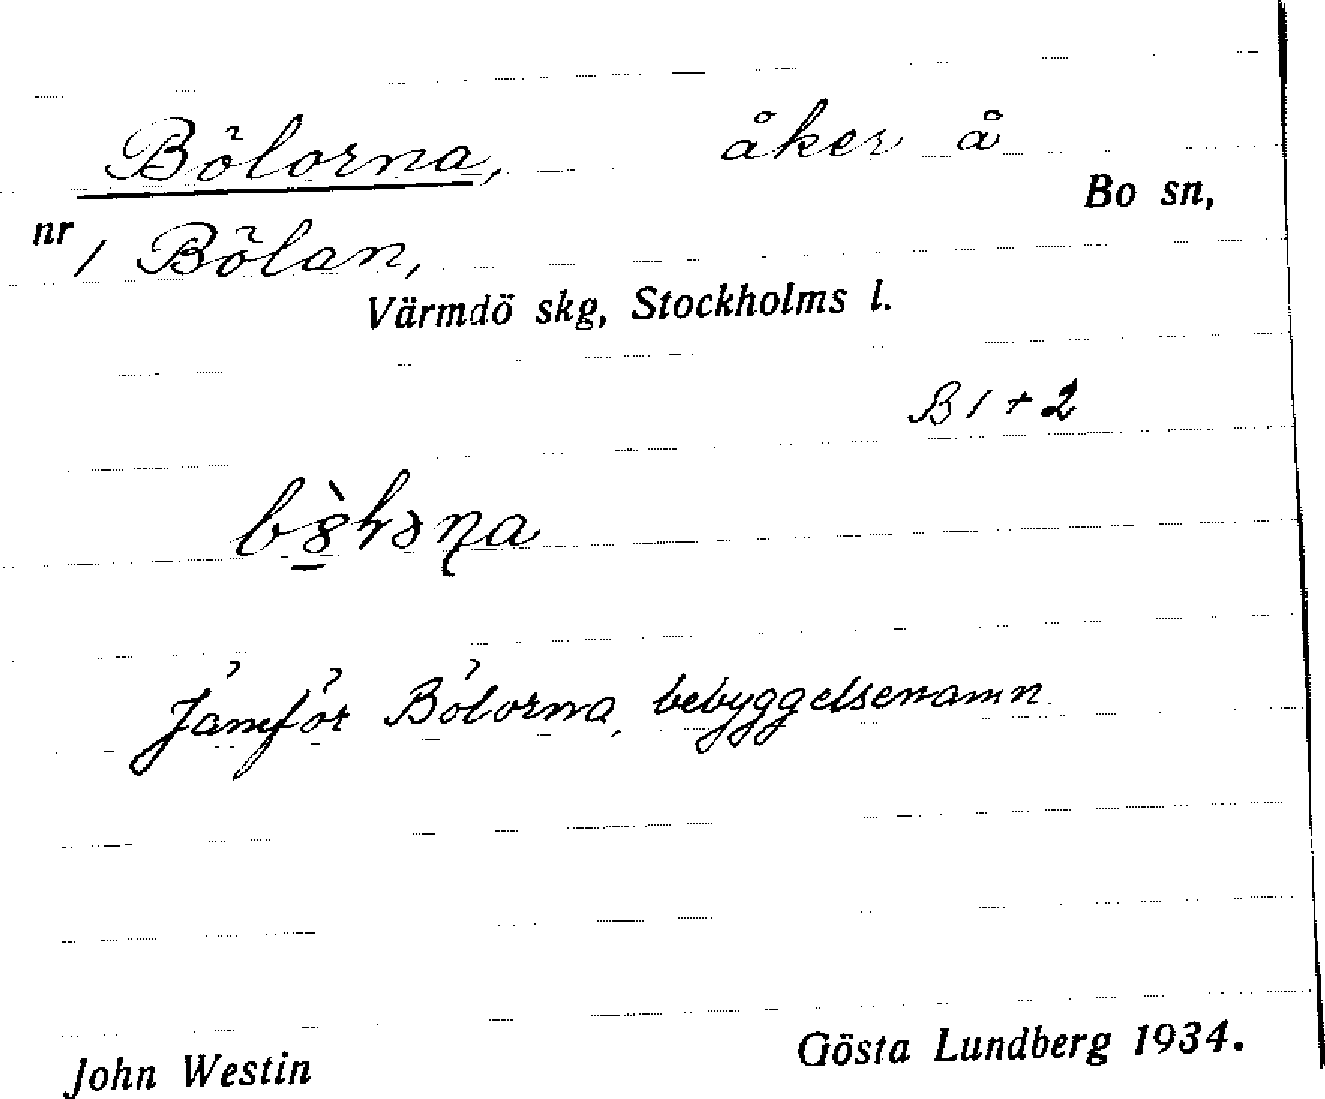 Bölorna, åker å
Bo sn,
nr 1 Bölan,
Värmdö skg, Stockholms l.
B 1 + 2
Jämför Bölorna, bebyggelsenamn
John Westin
Gösta Lundberg 1934.